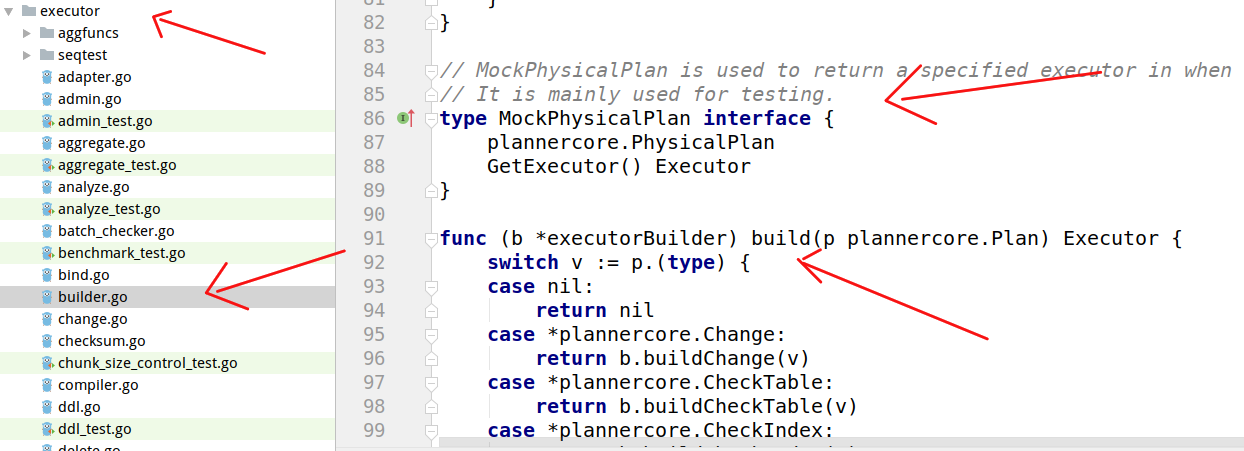 executor
aggfuncs
seqtest
adapter.go
admin.go
admin_test.go
aggregate.go
aggregate_test.go
analyze.go
analyze_test.go
batch_checker.go
benchmark_test.go
bind.go
builder.go
change.go
checksum.go
chunk_size_control_test.go
compiler.go
ddl.go
ddl_test.go
delete.go
81 }
82 }
83
84 // MockPhysicalPlan is used to return a specified executor in when
85 // It is mainly used for testing.
86 type MockPhysicalPlan interface {
87 plannercore.PhysicalPlan
88 GetExecutor() Executor
89 }
90
91 func (b *executorBuilder) build(p plannercore.Plan) Executor {
92 switch v := p.(type) {
93 case nil:
94 return nil
95 case *plannercore.Change:
96 return b.buildChange(v)
97 case *plannercore.CheckTable:
98 return b.buildCheckTable(v)
99 case *plannercore.CheckIndex: